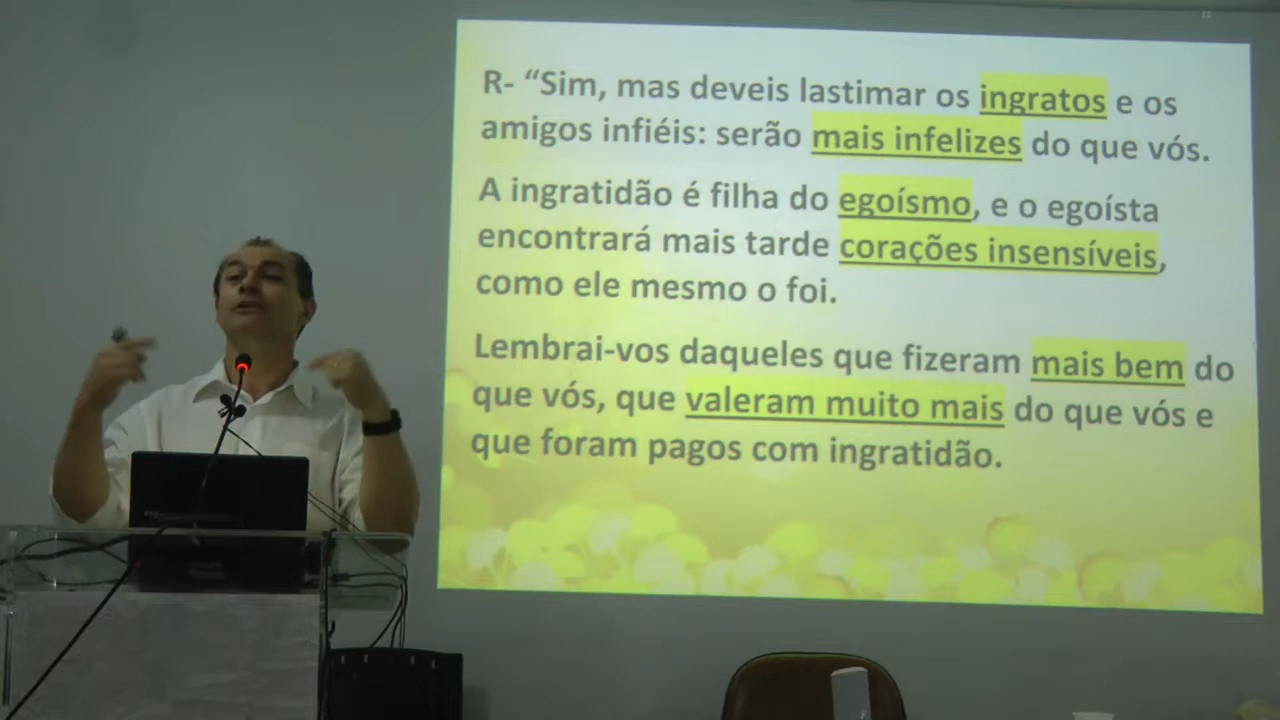 R- “Sim, mas deveis lastimar os ingratos e os
amigos infiéis: serão mais infelizes do que vós.
A ingratidão é filha do egoísmo, e o egoísta
encontrará mais tarde corações insensíveis,
como ele mesmo o foi.
Lembrai-vos daqueles que fizeram mais bem do
que vós, que valeram muito mais do que vós e
que foram pagos com ingratidão.